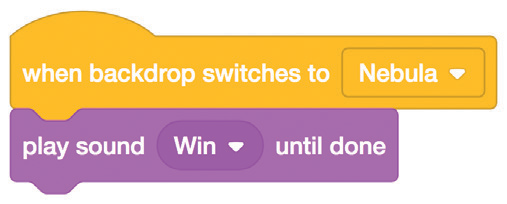 when backdrop switches to Nebula
play sound Win until done